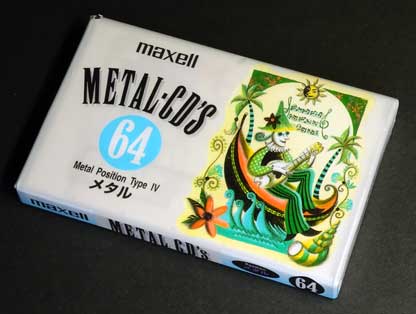 maxell
METAL-CD'S
64
Metal Position Type IV
メタル
maxell
METAL-CD'S
64